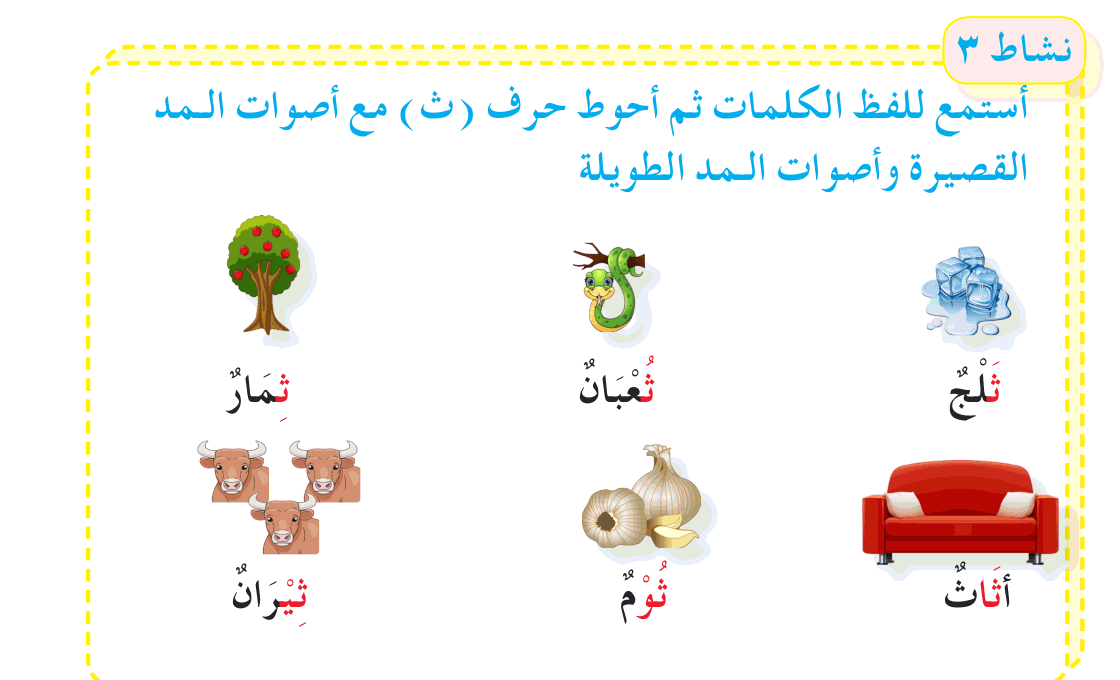 نشاط ٣
أستمع للفظ الكلمات ثم أحوط حرف (ث) مع أصوات المد
القصيرة وأصوات المد الطويلة
ثَلْجٌ ثُعْبَانٌ ثِمَارٌ
أثَاثٌ ثُوْمٌ ثِيْرَانٌ